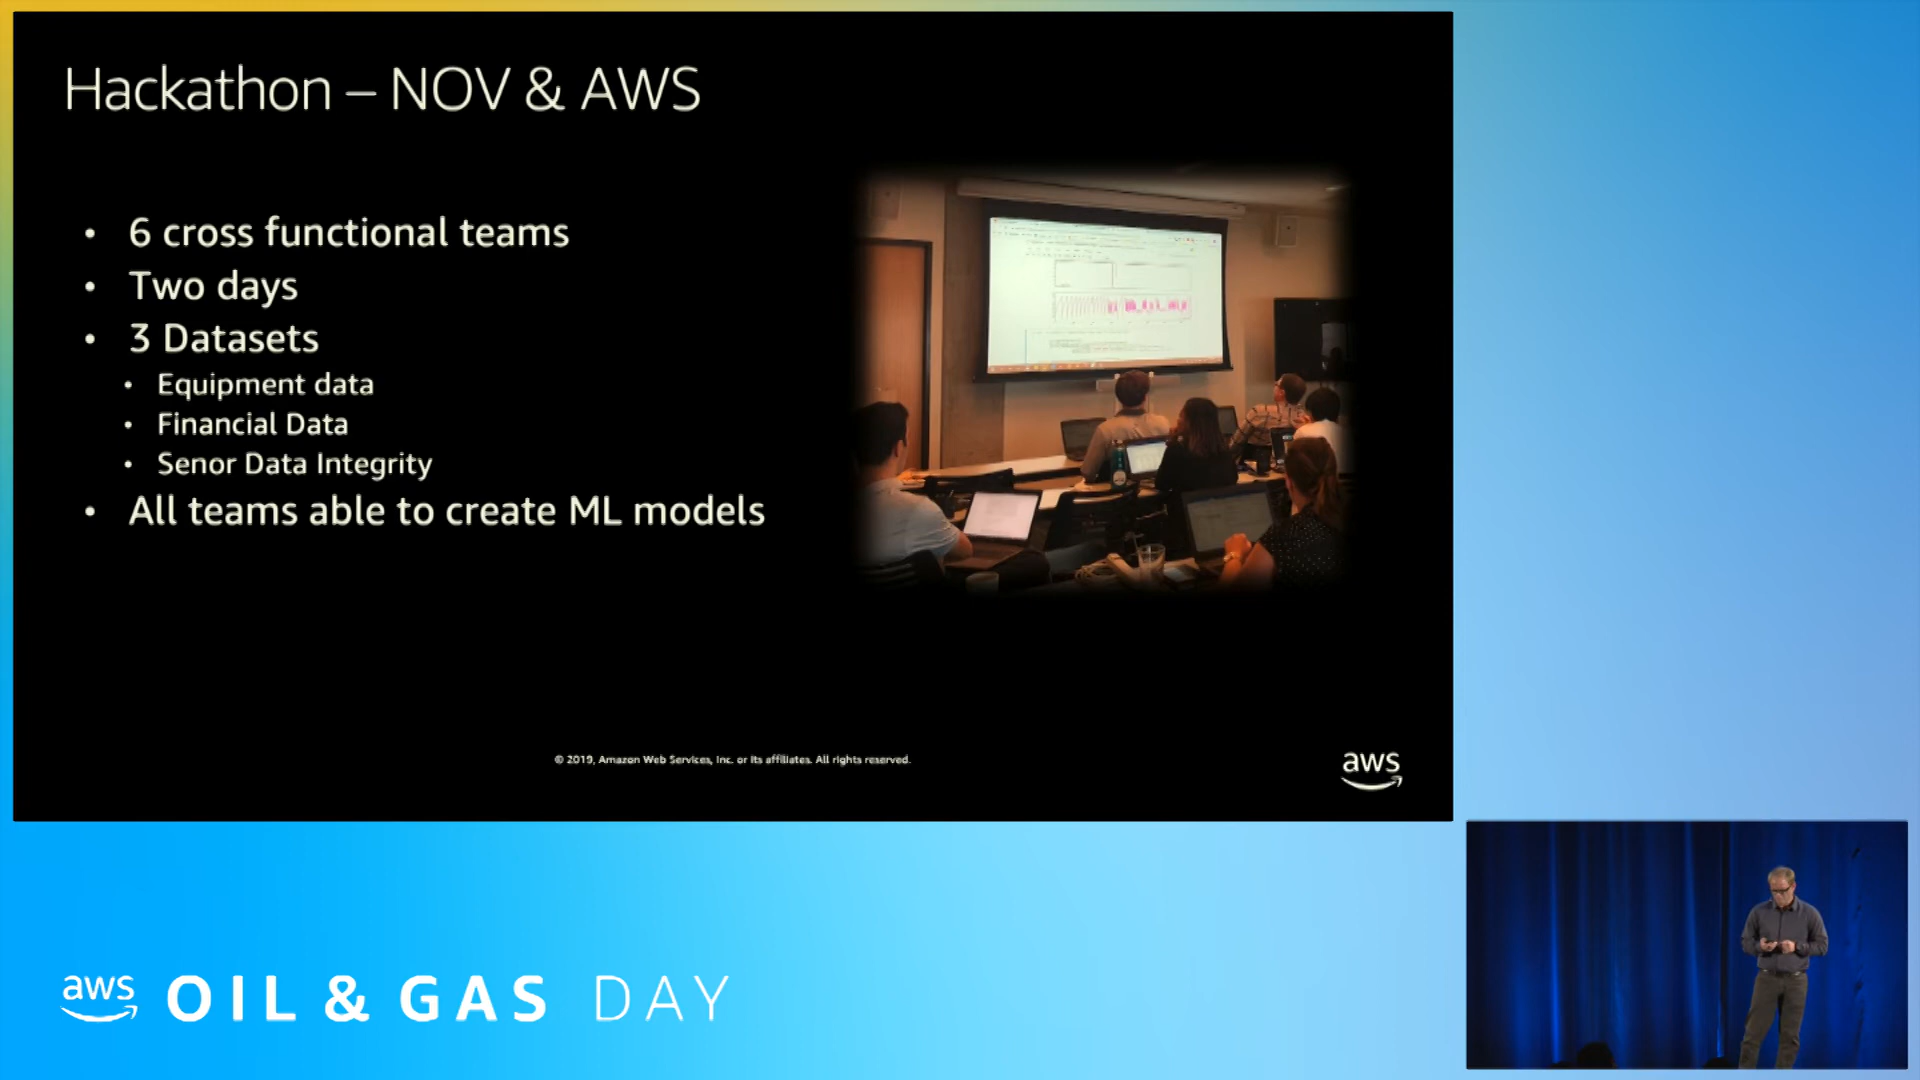 Hackathon – NOV & AWS
• 6 cross functional teams
• Two days
• 3 Datasets
• Equipment data
• Financial Data
• Senor Data Integrity
• All teams able to create ML models
© 2019, Amazon Web Services, Inc. or its affiliates. All rights reserved.
aws
aws OIL & GAS DAY